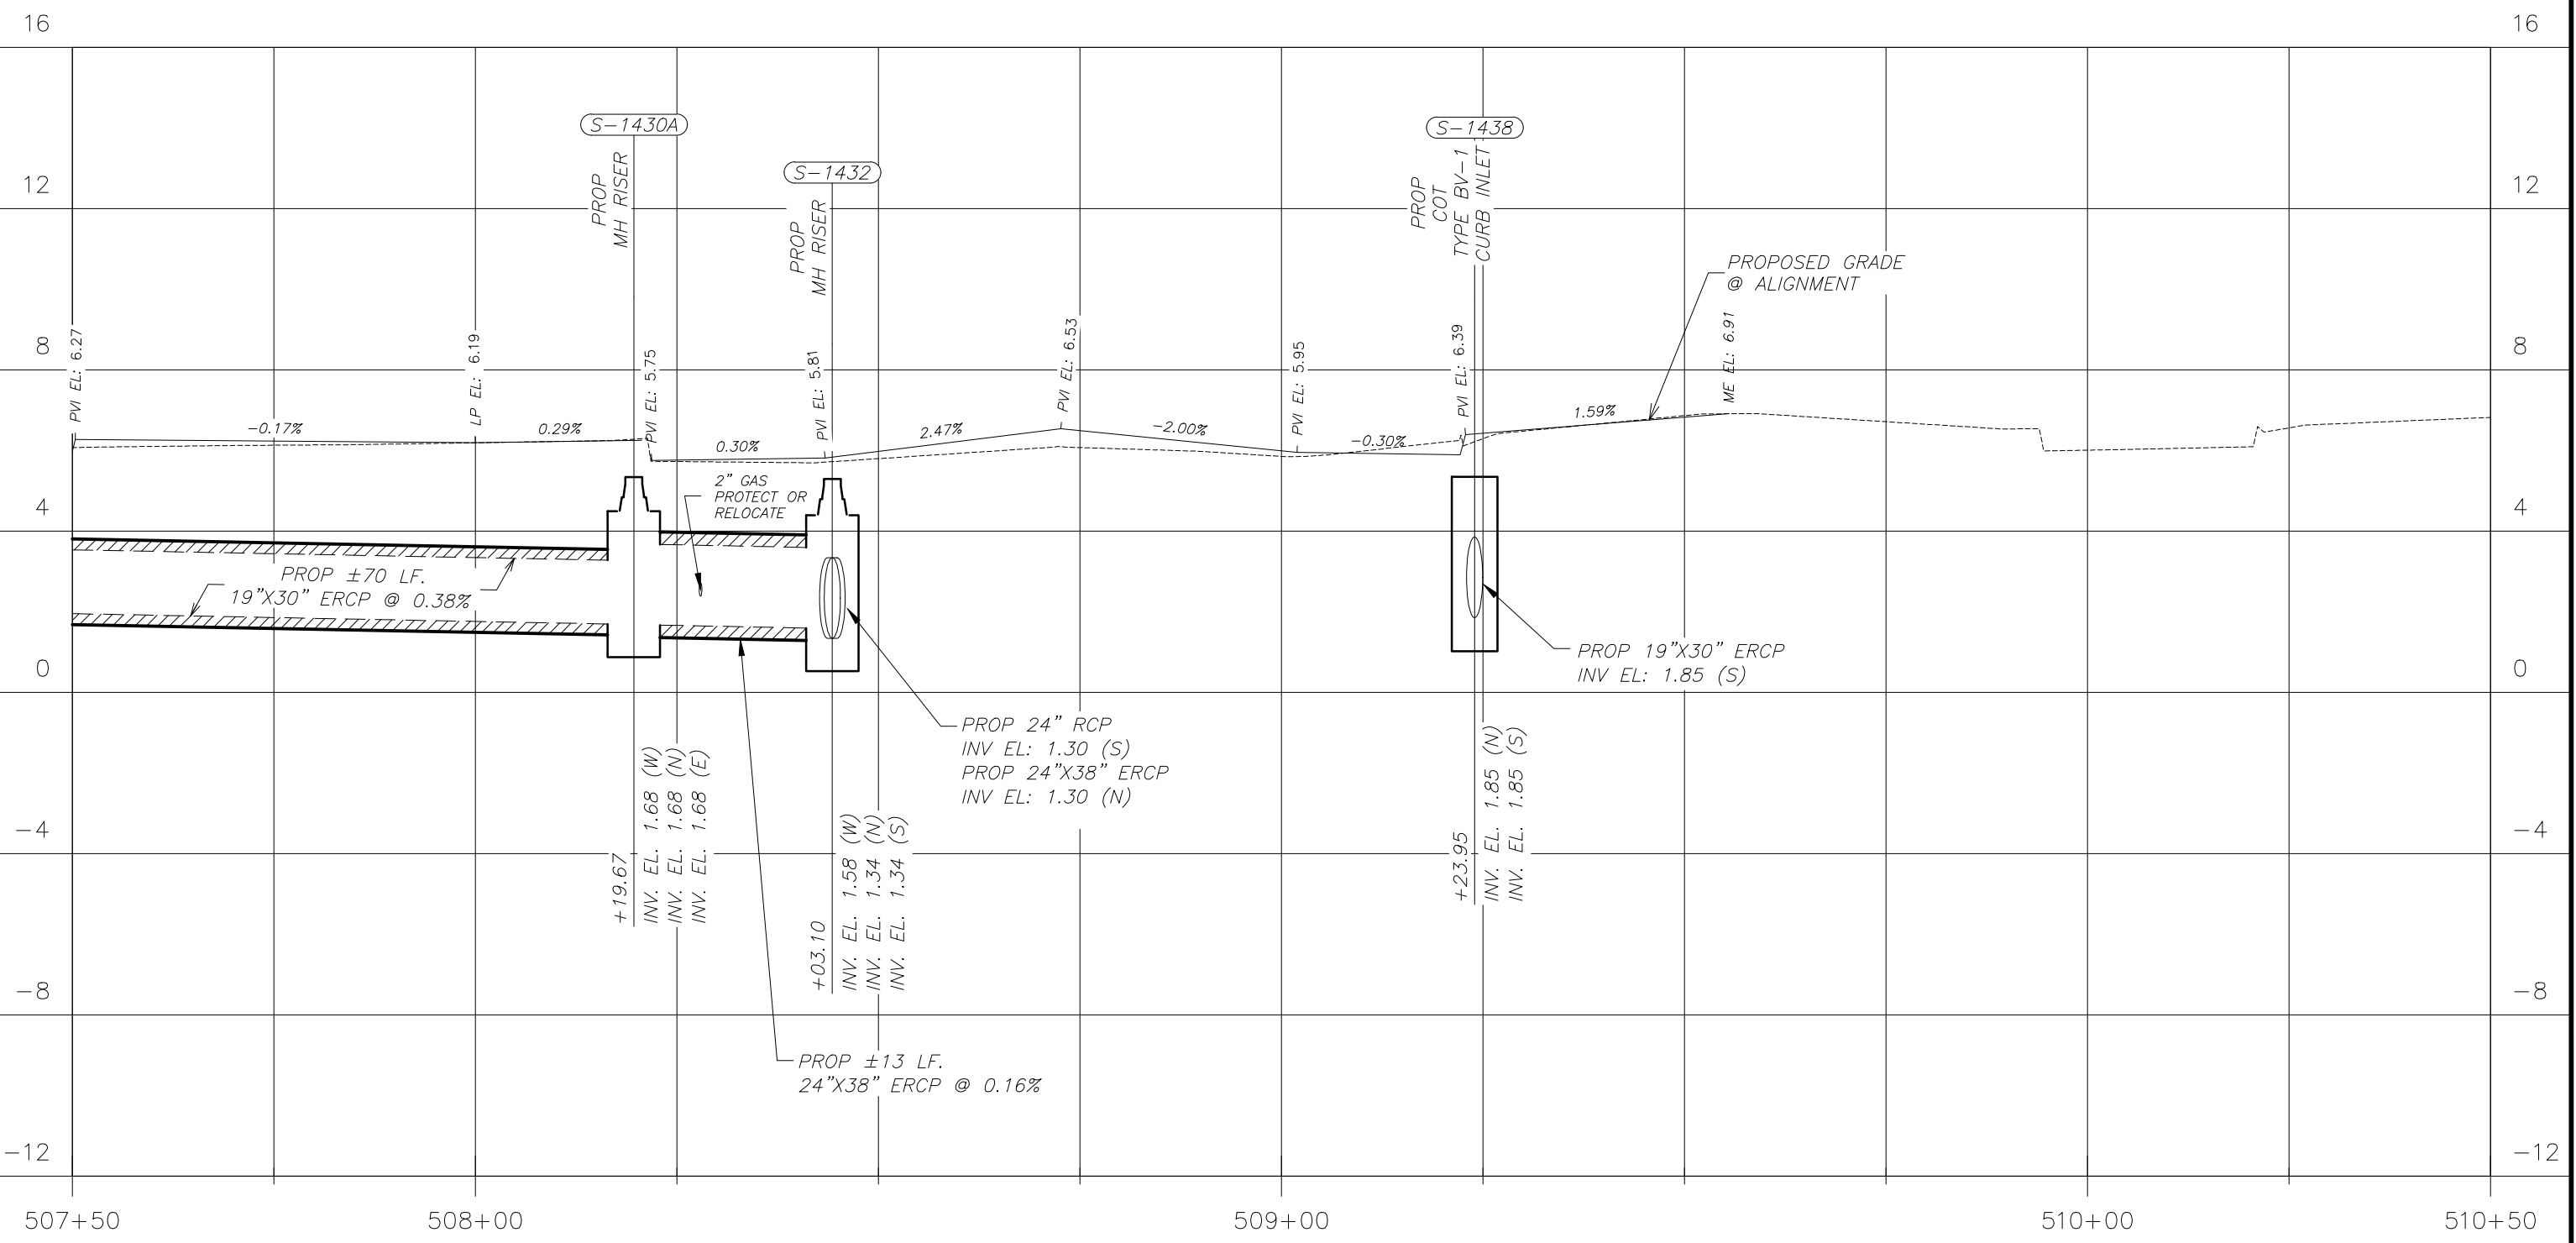 16
16
12
12
8
8
4
4
0
0
-4
-4
-8
-8
-12
-12
S-1430A
PROP
MH RISER
S-1432
PROP
MH RISER
S-1438
PROP
COT
TYPE BV-1
CURB INLET
PROPOSED GRADE
@ ALIGNMENT
PVI EL: 6.27
LP EL: 6.19
PVI EL: 5.75
PVI EL: 5.81
PVI EL: 6.53
PVI EL: 5.95
PVI EL: 6.39
ME EL: 6.91
-0.17%
0.29%
0.30%
2.47%
-2.00%
-0.30%
1.59%
2" GAS
PROTECT OR
RELOCATE
PROP ±70 LF.
19"X30" ERCP @ 0.38%
PROP 19"X30" ERCP
INV EL: 1.85 (S)
PROP 24" RCP
INV EL: 1.30 (S)
PROP 24"X38" ERCP
INV EL: 1.30 (N)
+19.67
INV. EL. 1.68 (W)
INV. EL. 1.68 (N)
INV. EL. 1.68 (E)
+03.10
INV. EL. 1.58 (W)
INV. EL. 1.34 (N)
INV. EL. 1.34 (S)
+23.95
INV. EL. 1.85 (N)
INV. EL. 1.85 (S)
PROP ±13 LF.
24"X38" ERCP @ 0.16%
507+50
508+00
509+00
510+00
510+50